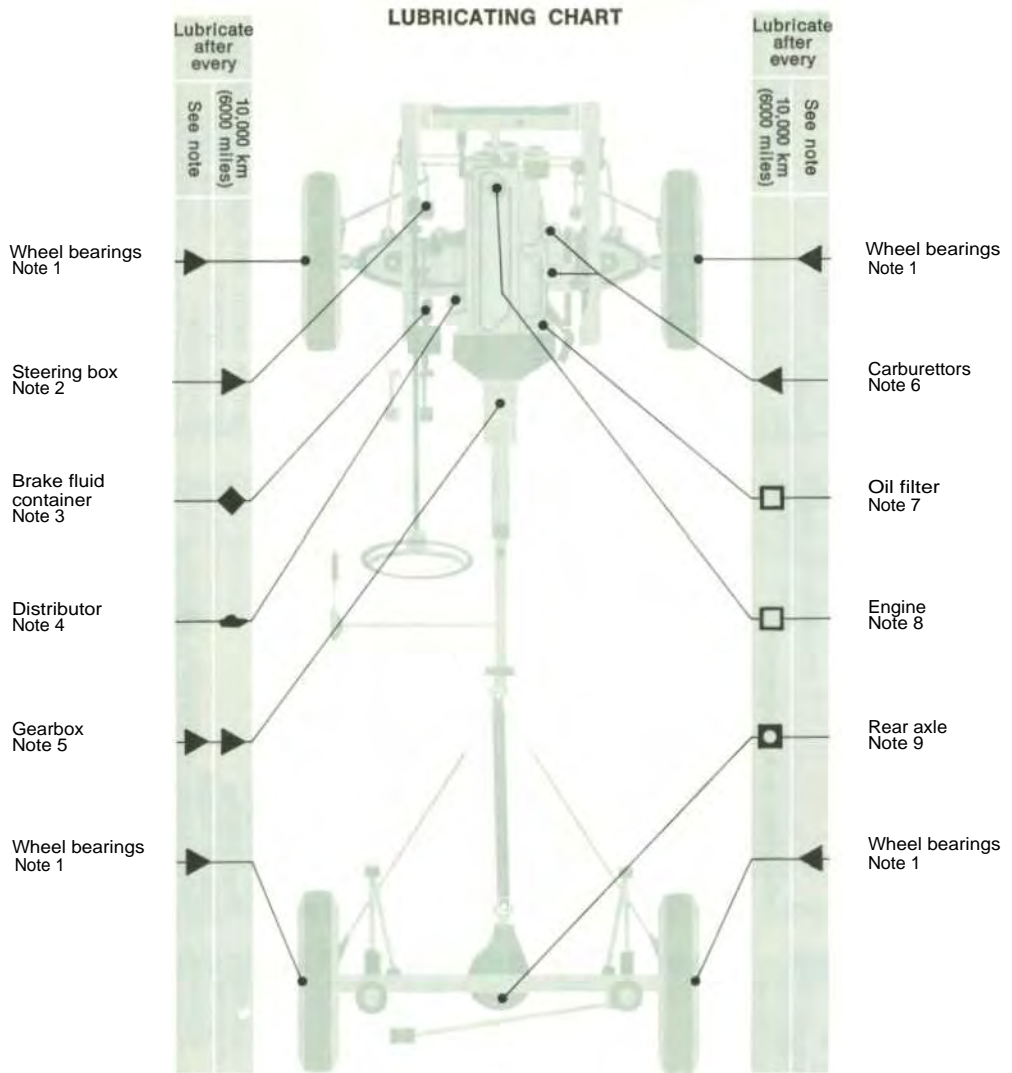 LUBRICATING CHART
Lubricate
after
every
See note
10,000 km
(6000 miles)
Wheel bearings
Note 1
Steering box
Note 2
Brake fluid
container
Note 3
Distributor
Note 4
Gearbox
Note 5
Wheel bearings
Note 1
Lubricate
after
every
10,000 km
(6000 miles)
See note
Wheel bearings
Note 1
Carburettors
Note 6
Oil filter
Note 7
Engine
Note 8
Rear axle
Note 9
Wheel bearings
Note 1